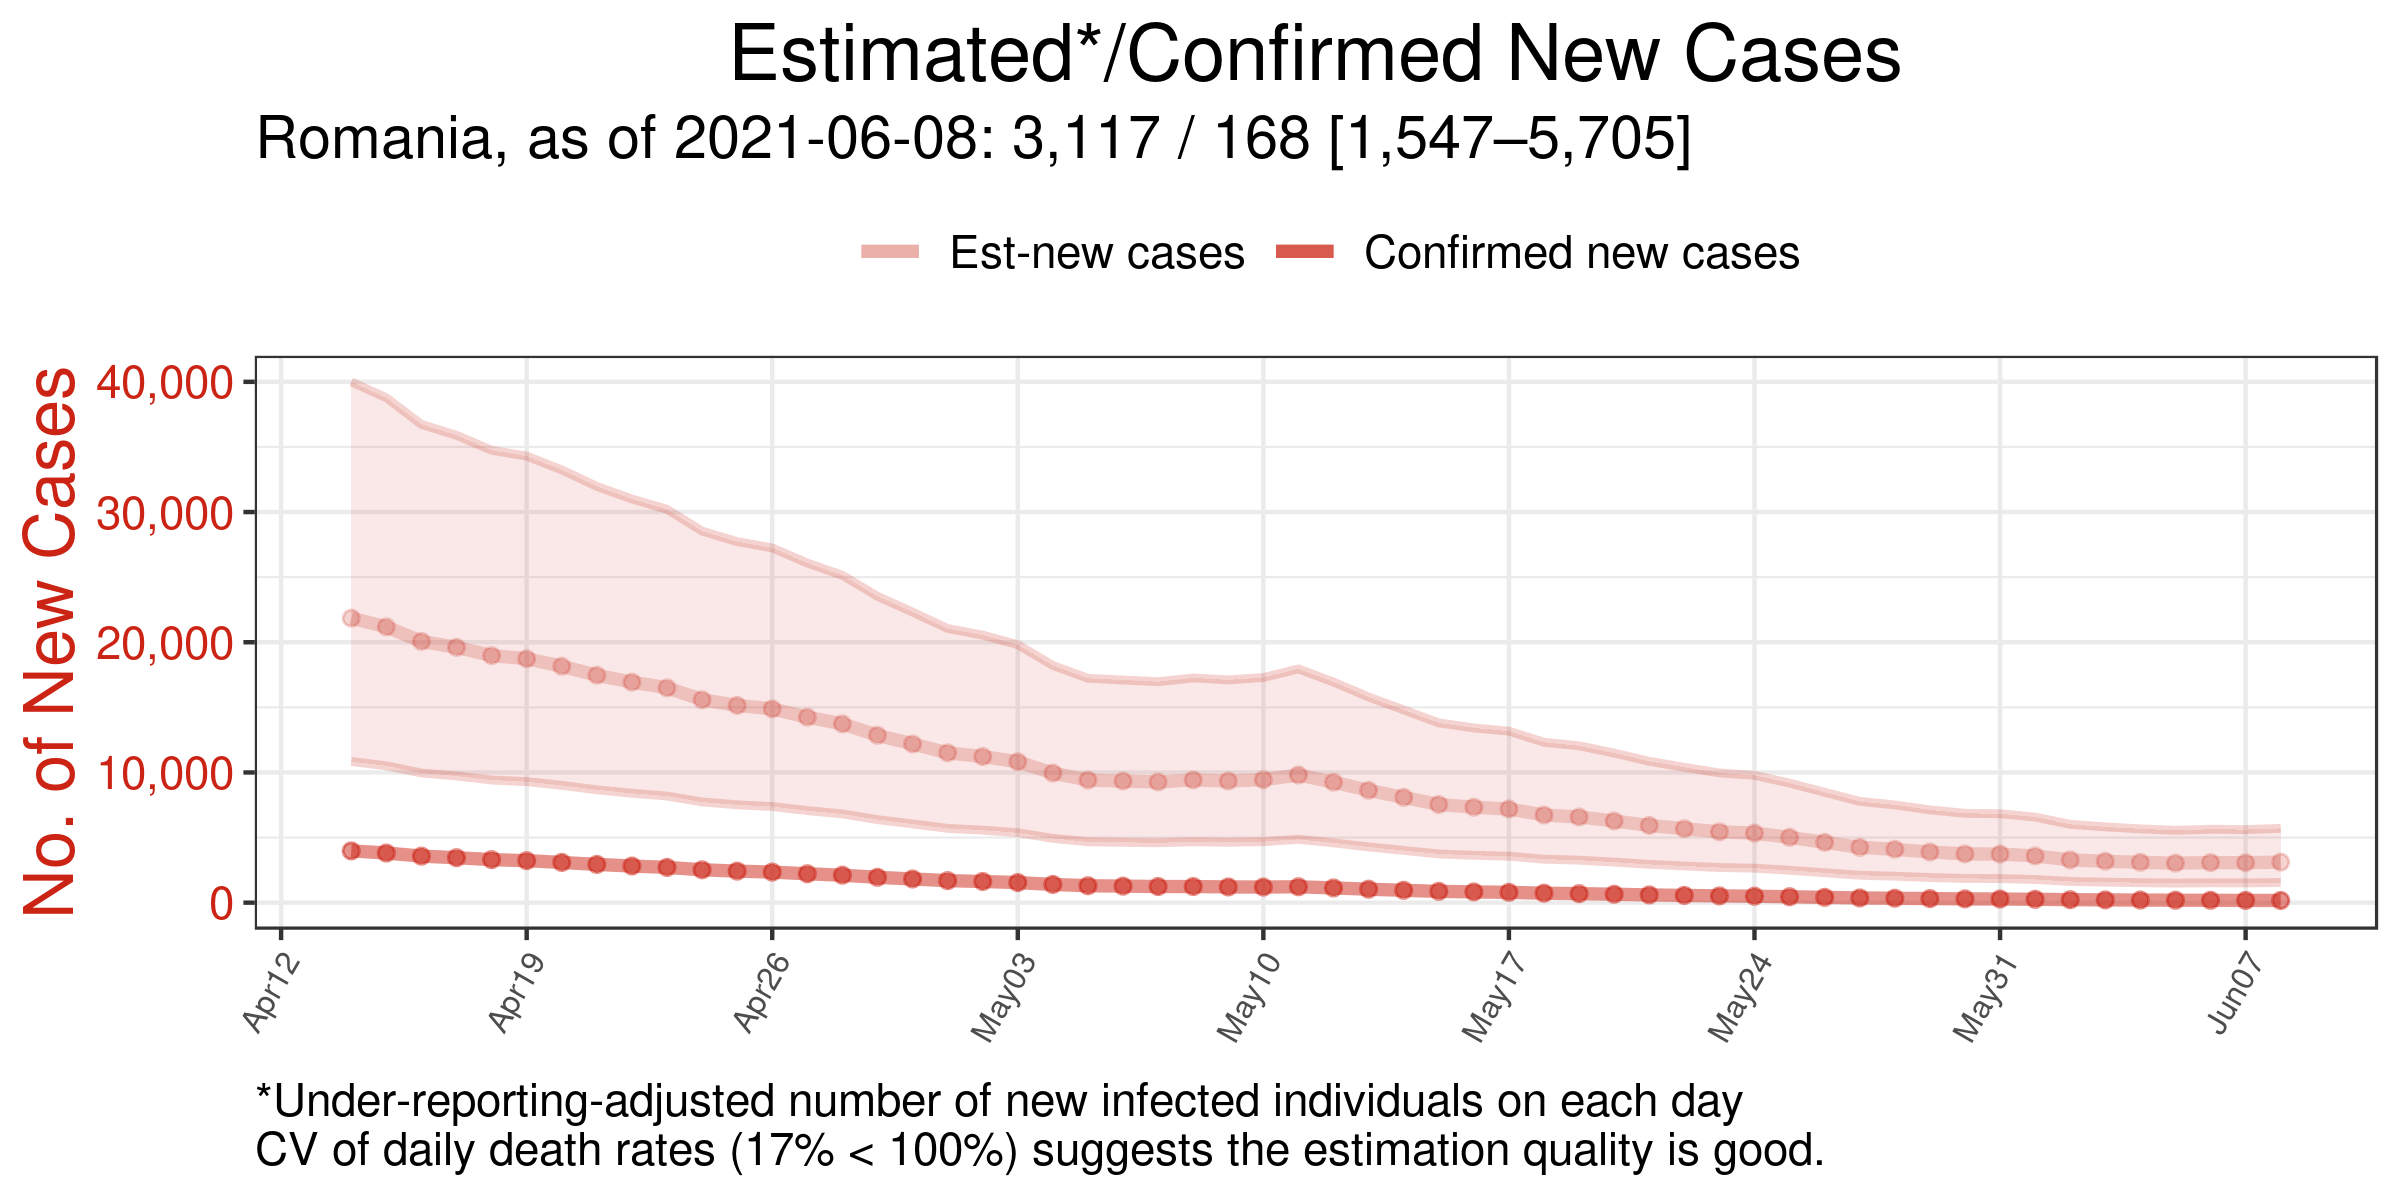 Estimated*/Confirmed New Cases
Romania, as of 2021-06-08: 3,117 / 168 [1,547–5,705]
Est-new cases
Confirmed new cases
No. of New Cases
40,000
30,000
20,000
10,000
0
Apr12
Apr19
Apr26
May03
May10
May17
May24
May31
Jun07
*Under-reporting-adjusted number of new infected individuals on each day
CV of daily death rates (17% < 100%) suggests the estimation quality is good.